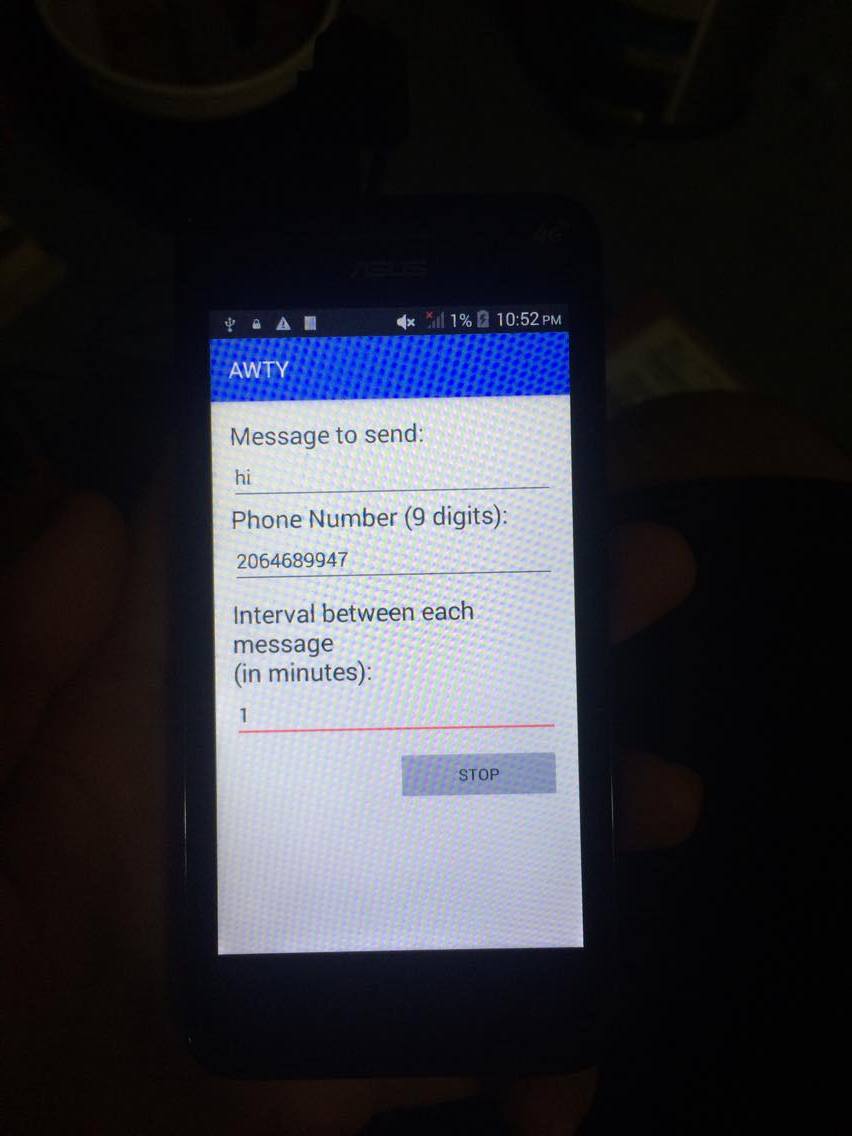 4G
ASUS
1% 10:52 PM
AWTY
Message to send:
hi
Phone Number (9 digits):
2064689947
Interval between each
message
(in minutes):
1
STOP